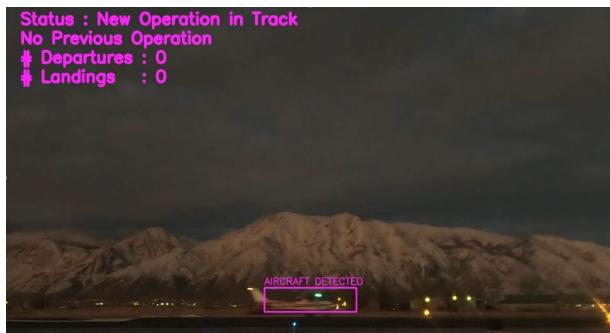 Status : New Operation in Track
No Previous Operation
# Departures : 0
# Landings : 0
AIRCRAFT DETECTED